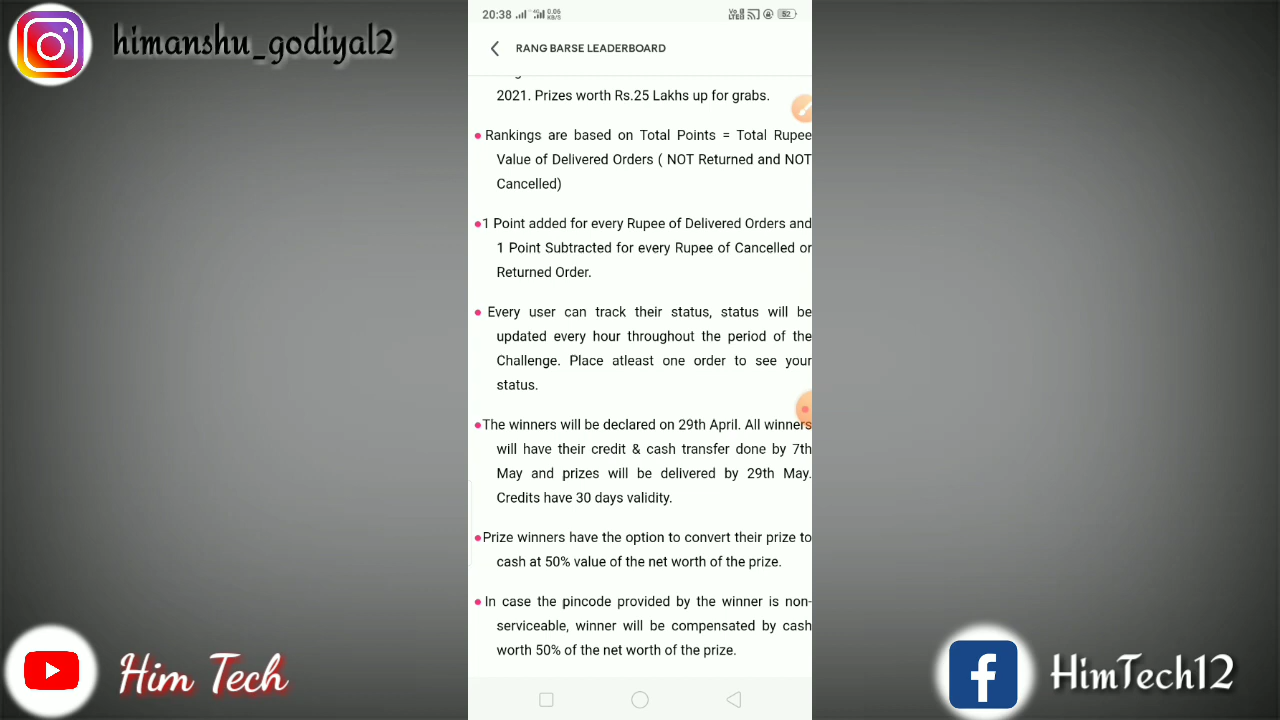 himanshu_godiyal2
20:38 4G 0.06 KB/S Vo LTE 52
RANG BARSE LEADERBOARD
2021. Prizes worth Rs.25 Lakhs up for grabs.
• Rankings are based on Total Points = Total Rupee
Value of Delivered Orders ( NOT Returned and NOT
Cancelled)
•1 Point added for every Rupee of Delivered Orders and
1 Point Subtracted for every Rupee of Cancelled or
Returned Order.
• Every user can track their status, status will be
updated every hour throughout the period of the
Challenge. Place atleast one order to see your
status.
•The winners will be declared on 29th April. All winners
will have their credit & cash transfer done by 7th
May and prizes will be delivered by 29th May.
Credits have 30 days validity.
•Prize winners have the option to convert their prize to
cash at 50% value of the net worth of the prize.
• In case the pincode provided by the winner is non-
serviceable, winner will be compensated by cash
worth 50% of the net worth of the prize.
Him Tech
HimTech12